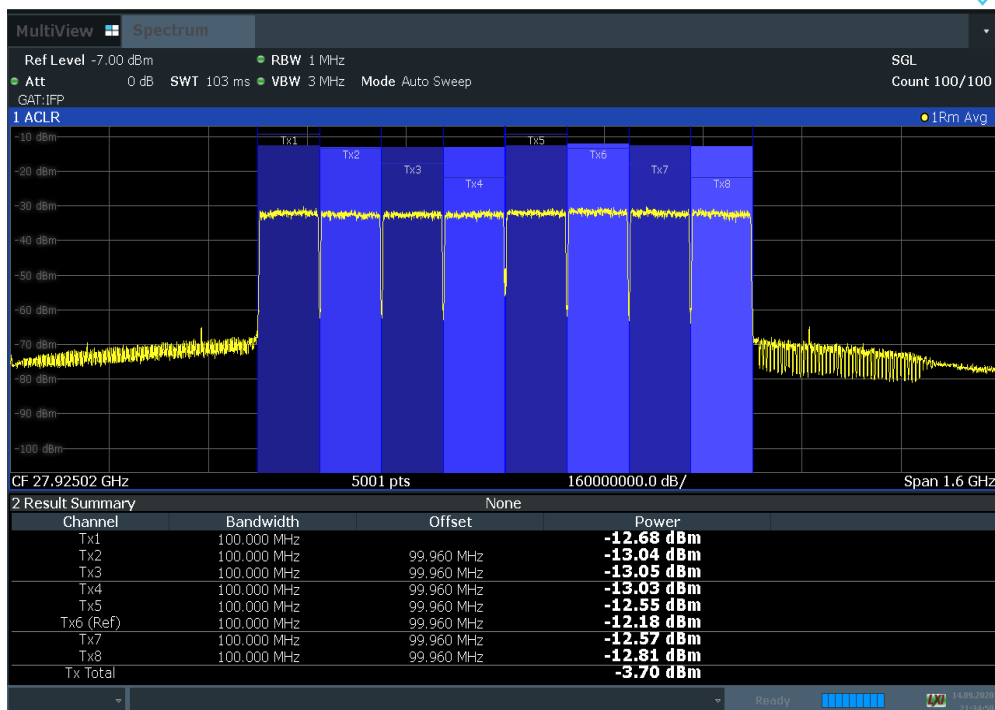 MultiView Spectrum
Ref Level -7.00 dBm RBW 1 MHz SGL
Att 0 dB SWT 103 ms VBW 3 MHz Mode Auto Sweep Count 100/100
GAT:IFP
1 ACLR 1Rm Avg
-10 dBm
Tx1 Tx5
Tx2 Tx6
-20 dBm
Tx3 Tx7
Tx4 Tx8
-30 dBm
-40 dBm
-50 dBm
-60 dBm
-70 dBm
-80 dBm
-90 dBm
-100 dBm
CF 27.92502 GHz 5001 pts 160000000.0 dB/ Span 1.6 GHz
2 Result Summary None
Channel Bandwidth Offset Power
Tx1 100.000 MHz -12.68 dBm
Tx2 100.000 MHz 99.960 MHz -13.04 dBm
Tx3 100.000 MHz 99.960 MHz -13.05 dBm
Tx4 100.000 MHz 99.960 MHz -13.03 dBm
Tx5 100.000 MHz 99.960 MHz -12.55 dBm
Tx6 (Ref) 100.000 MHz 99.960 MHz -12.18 dBm
Tx7 100.000 MHz 99.960 MHz -12.57 dBm
Tx8 100.000 MHz 99.960 MHz -12.81 dBm
Tx Total -3.70 dBm
Ready LXI 14.09.2020